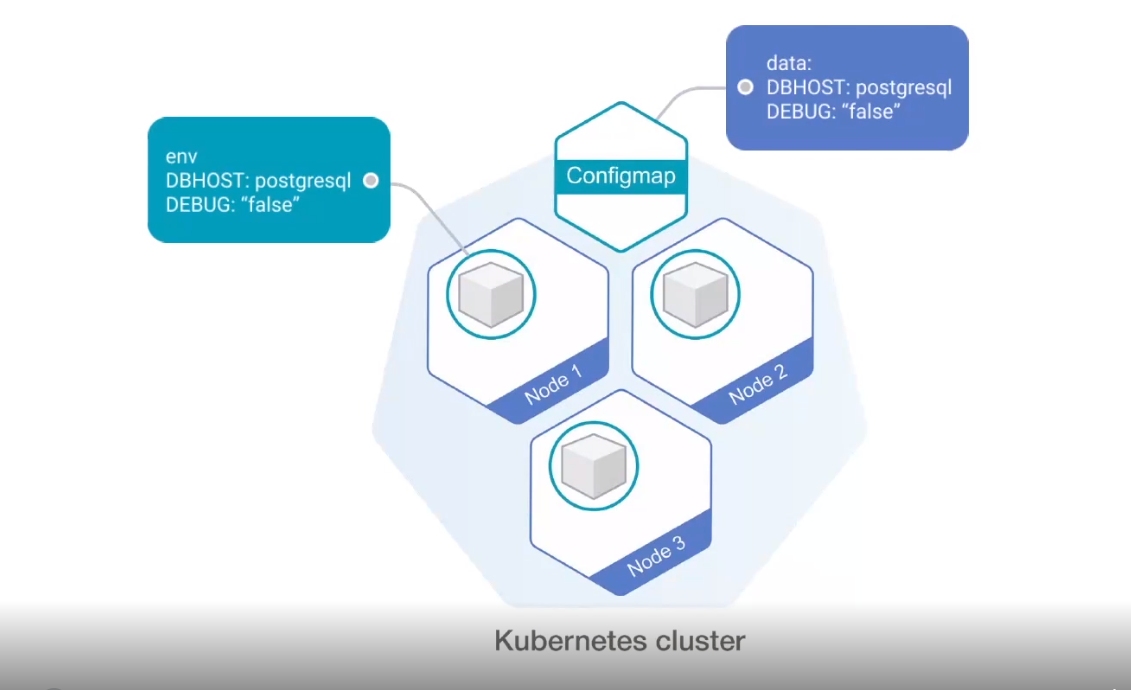 data:
DBHOST: postgresql
DEBUG: “false”
env
DBHOST: postgresql
DEBUG: “false”
Configmap
Node 1
Node 2
Node 3
Kubernetes cluster